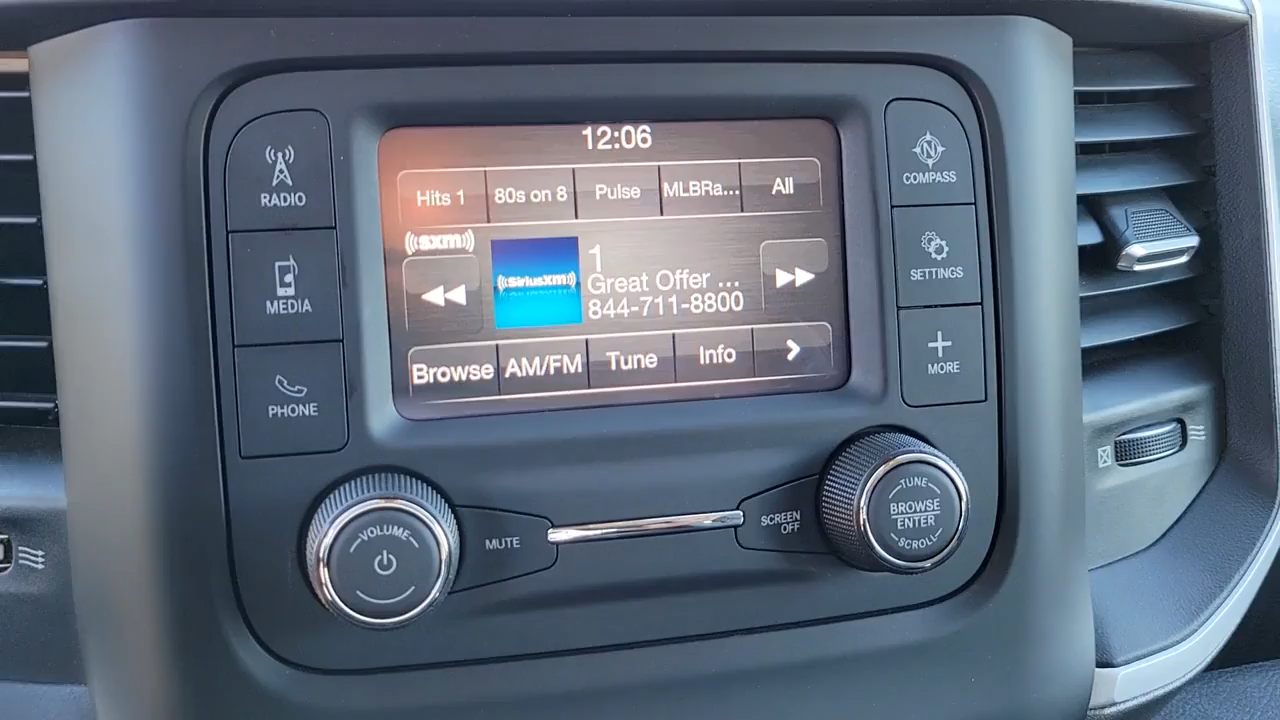 12:06
Hits 1
80s on 8
Pulse
MLBRa...
All
((sxm))
((SiriusXM))
1
Great Offer ...
844-711-8800
Browse
AM/FM
Tune
Info
RADIO
MEDIA
PHONE
N
COMPASS
SETTINGS
MORE
VOLUME
MUTE
SCREEN
OFF
TUNE
BROWSE
ENTER
SCROLL